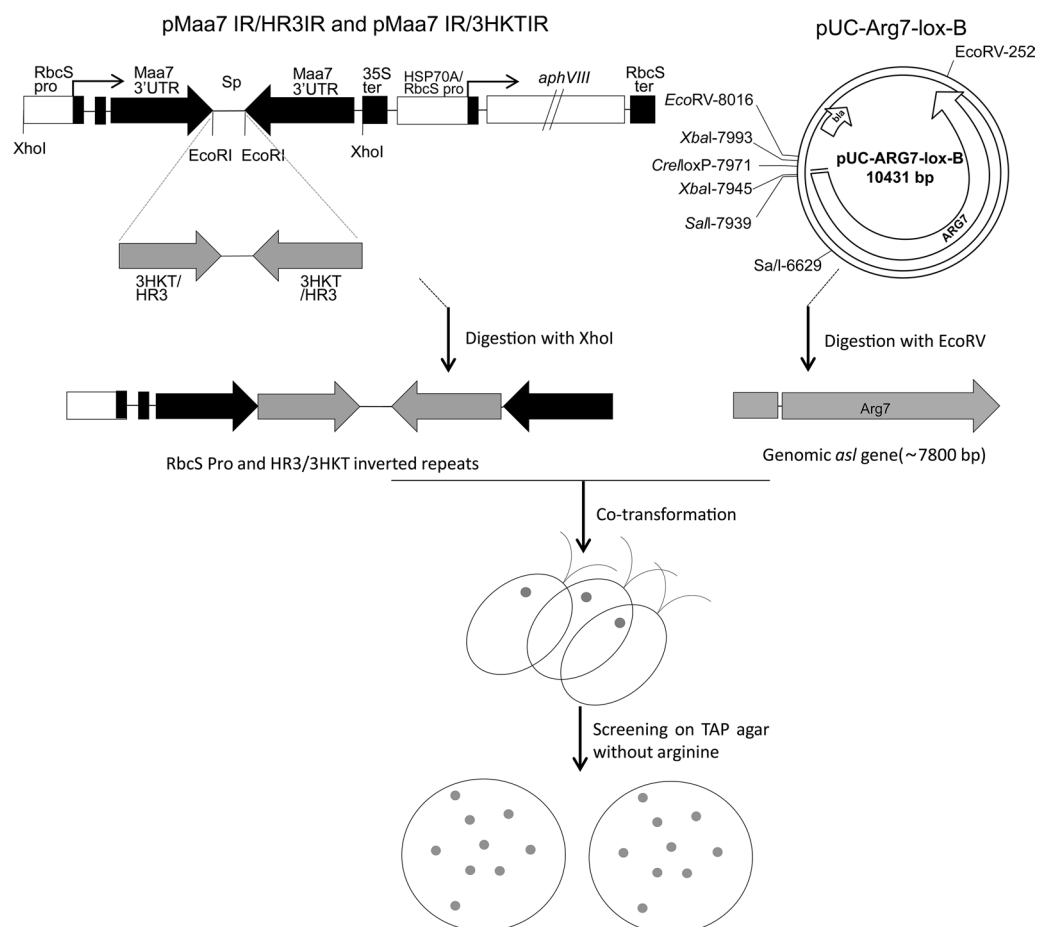 pMaa7 IR/HR3IR and pMaa7 IR/3HKTIR
RbcS
pro
Maa7
3'UTR
Sp
Maa7
3'UTR
35S
ter
HSP70A/
RbcS pro
aphVIII
RbcS
ter
XhoI
EcoRI
EcoRI
XhoI
3HKT/
HR3
3HKT
/HR3
pUC-Arg7-lox-B
EcoRV-252
EcoRV-8016
XbaI-7993
Cre/loxP-7971
XbaI-7945
SalI-7939
Sa/I-6629
bla
pUC-ARG7-lox-B
10431 bp
ARG7
Digestion with XhoI
Digestion with EcoRV
RbcS Pro and HR3/3HKT inverted repeats
Arg7
Genomic asl gene(~7800 bp)
Co-transformation
Screening on TAP agar
without arginine